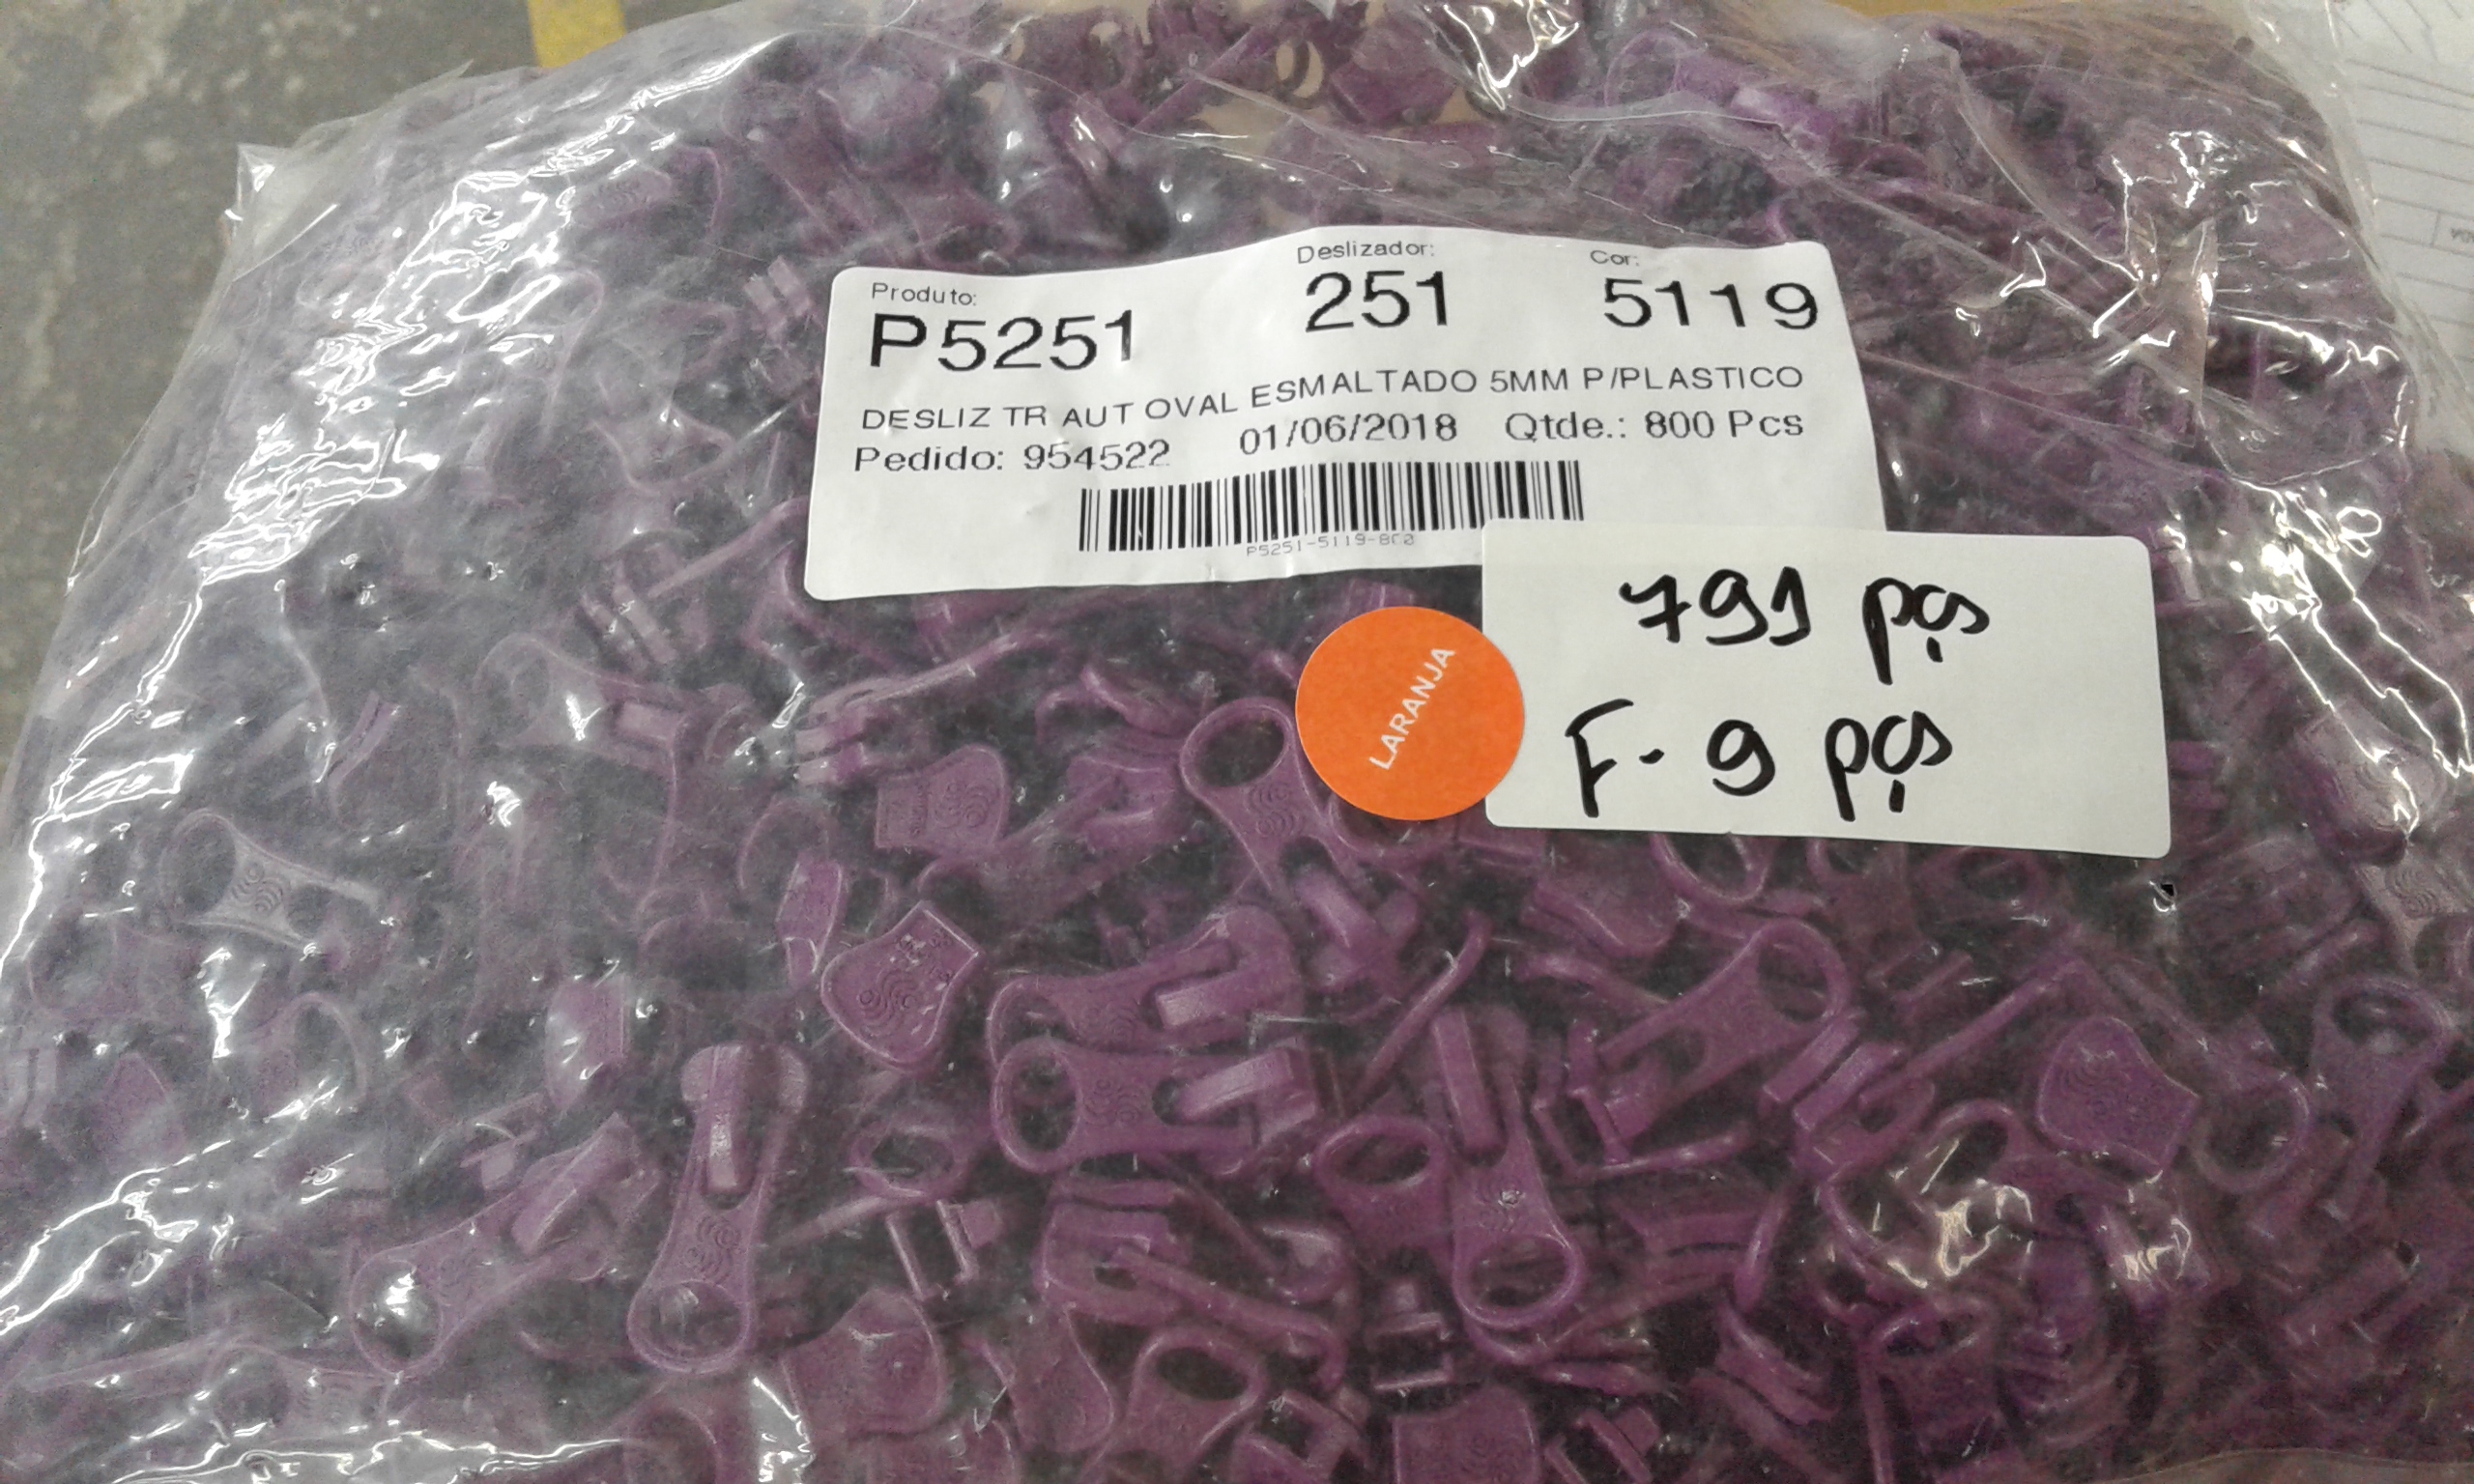 Produto: Deslizador: Cor:
P5251 251 5119
DESLIZ TR AUT OVAL ESMALTADO 5MM P/PLASTICO
Pedido: 954522 01/06/2018 Qtde.: 800 Pcs
P5251-5119-800
791 pçs
F- 9 pçs
LARANJA